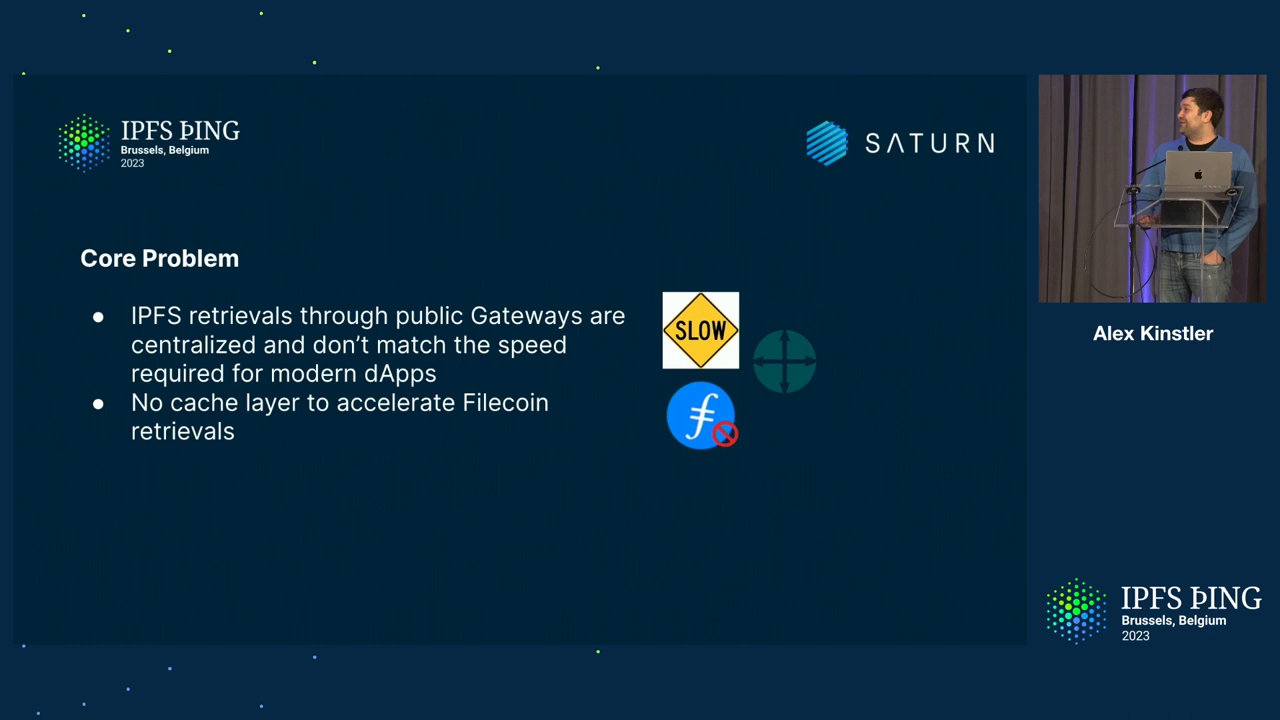 IPFS ÞING
Brussels, Belgium
2023
SATURN
Core Problem
● IPFS retrievals through public Gateways are
centralized and don’t match the speed
required for modern dApps
● No cache layer to accelerate Filecoin
retrievals
SLOW
Alex Kinstler
IPFS ÞING
Brussels, Belgium
2023